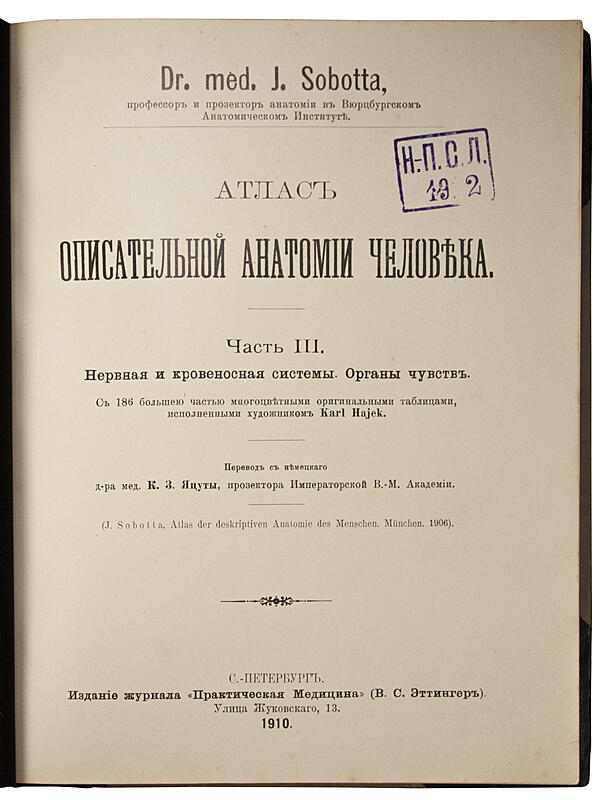 Dr. med. J. Sobotta,
профессоръ и прозекторъ анатоміи въ Вюрцбургскомъ
Анатомическомъ Институтѣ.
Н-П.С.Л.
19 2
АТЛАСЪ
ОПИСАТЕЛЬНОЙ АНАТОМІИ ЧЕЛОВѢКА.
Часть III.
Нервная и кровеносная системы. Органы чувствъ.
Съ 186 большею частью многоцвѣтными оригинальными таблицами,
исполненными художникомъ Karl Hajek.
Переводъ съ нѣмецкаго
д-ра мед. К. З. Яцуты, прозектора Императорской В.-М. Академіи.
(J. Sobotta, Atlas der deskriptiven Anatomie des Menschen. München. 1906).
С.-ПЕТЕРБУРГЪ.
Изданіе журнала «Практическая Медицина» (В. С. Эттингеръ).
Улица Жуковскаго, 13.
1910.